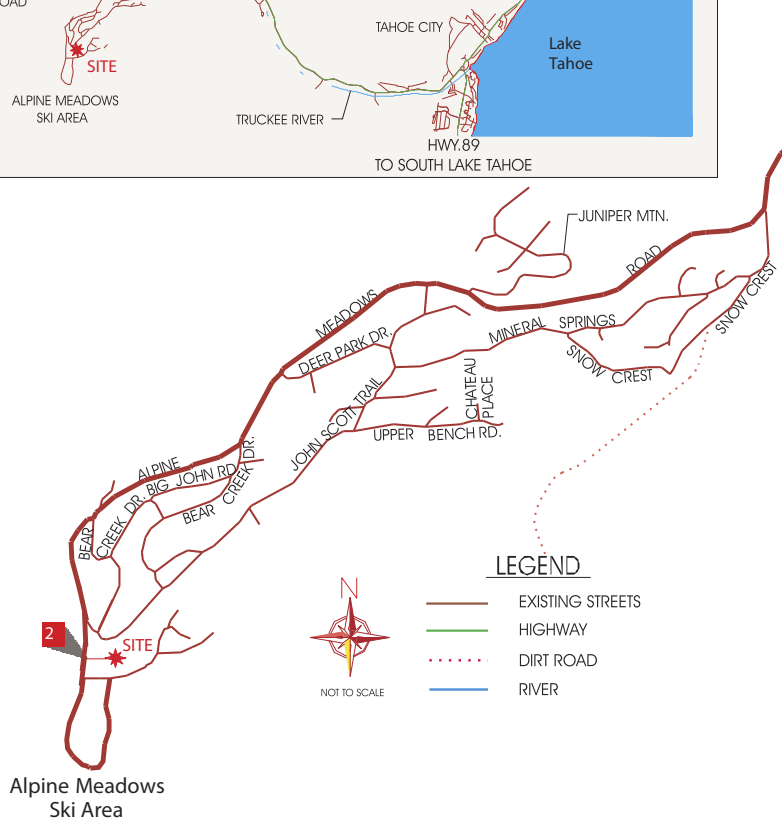 OAD
TAHOE CITY
Lake
Tahoe
SITE
ALPINE MEADOWS
SKI AREA
TRUCKEE RIVER
HWY.89
TO SOUTH LAKE TAHOE
JUNIPER MTN.
ROAD
MEADOWS
SNOW CREST
MINERAL SPRINGS
DEER PARK DR.
SNOW CREST
CHATEAU
PLACE
JOHN SCOTT TRAIL
UPPER BENCH RD.
ALPINE
BIG JOHN RD.
BEAR CREEK DR.
BEAR CREEK DR.
LEGEND
N
EXISTING STREETS
HIGHWAY
DIRT ROAD
RIVER
NOT TO SCALE
2
SITE
Alpine Meadows
Ski Area